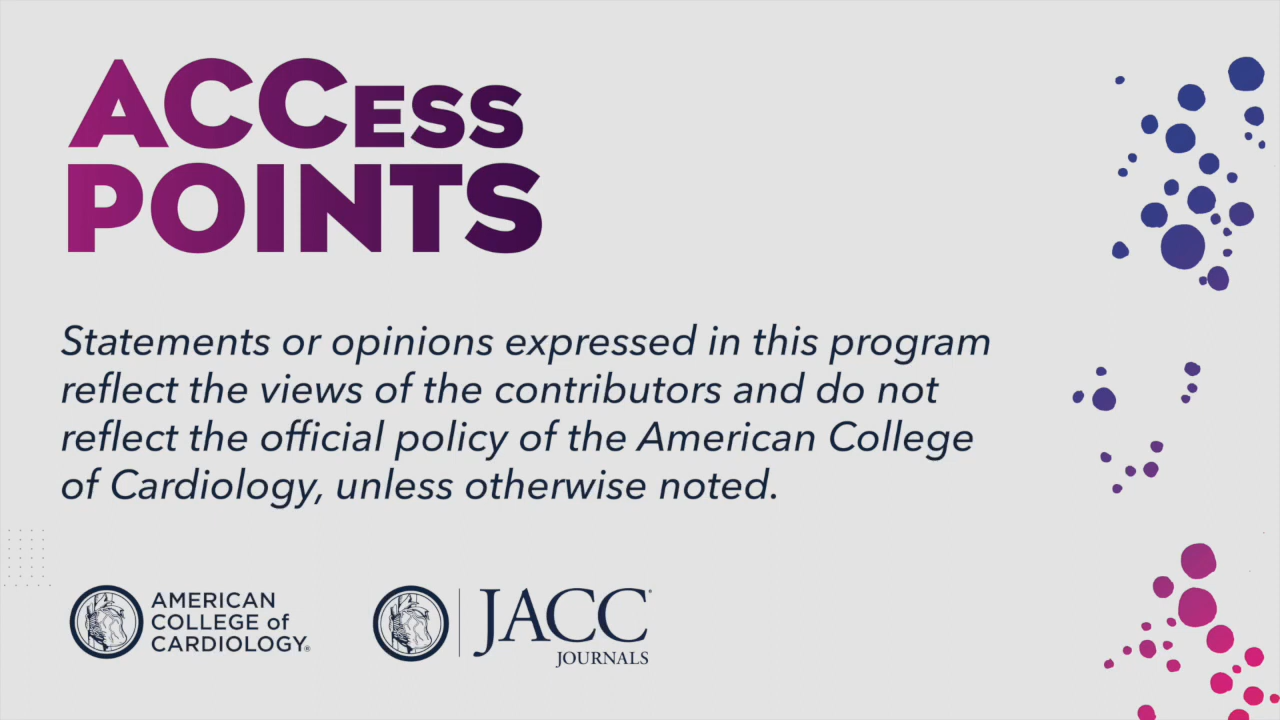 ACCESS
POINTS
Statements or opinions expressed in this program
reflect the views of the contributors and do not
reflect the official policy of the American College
of Cardiology, unless otherwise noted.
AMERICAN
COLLEGE of
CARDIOLOGY®
JACC
JOURNALS